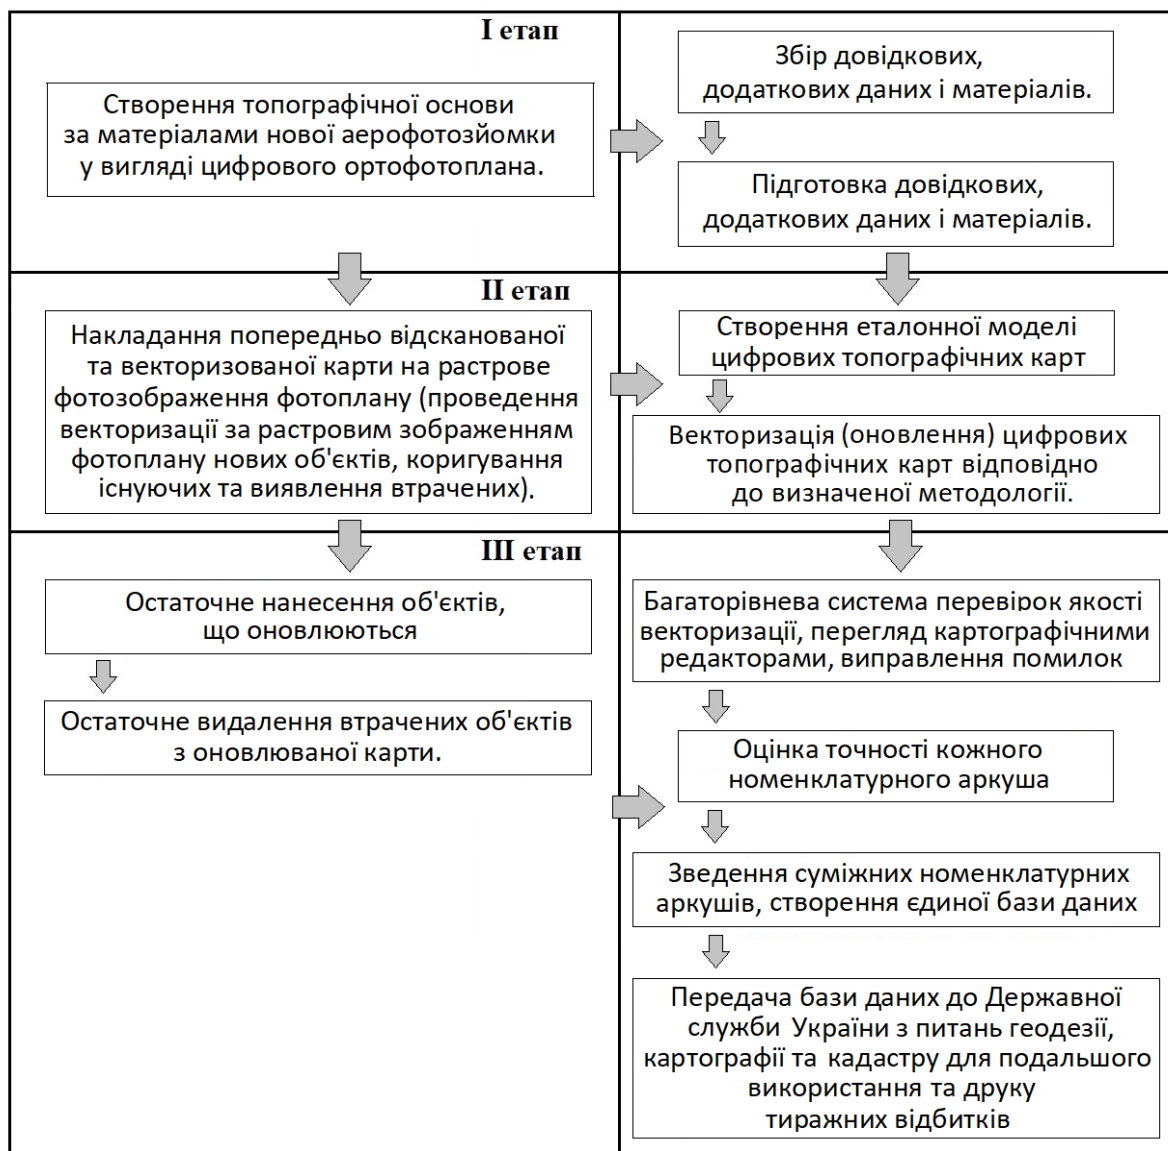 I етап
Створення топографічної основи
за матеріалами нової аерофотозйомки
у вигляді цифрового ортофотоплана.
Збір довідкових,
додаткових даних і матеріалів.
Підготовка довідкових,
додаткових даних і матеріалів.
II етап
Накладання попередньо відсканованої
та векторизованої карти на растрове
фотозображення фотоплану (проведення
векторизації за растровим зображенням
фотоплану нових об'єктів, коригування
існуючих та виявлення втрачених).
Створення еталонної моделі
цифрових топографічних карт
Векторизація (оновлення) цифрових
топографічних карт відповідно
до визначеної методології.
III етап
Остаточне нанесення об'єктів,
що оновлюються
Остаточне видалення втрачених об'єктів
з оновлюваної карти.
Багаторівнева система перевірок якості
векторизації, перегляд картографічними
редакторами, виправлення помилок
Оцінка точності кожного
номенклатурного аркуша
Зведення суміжних номенклатурних
аркушів, створення єдиної бази даних
Передача бази даних до Державної
служби України з питань геодезії,
картографії та кадастру для подальшого
використання та друку
тиражних відбитків